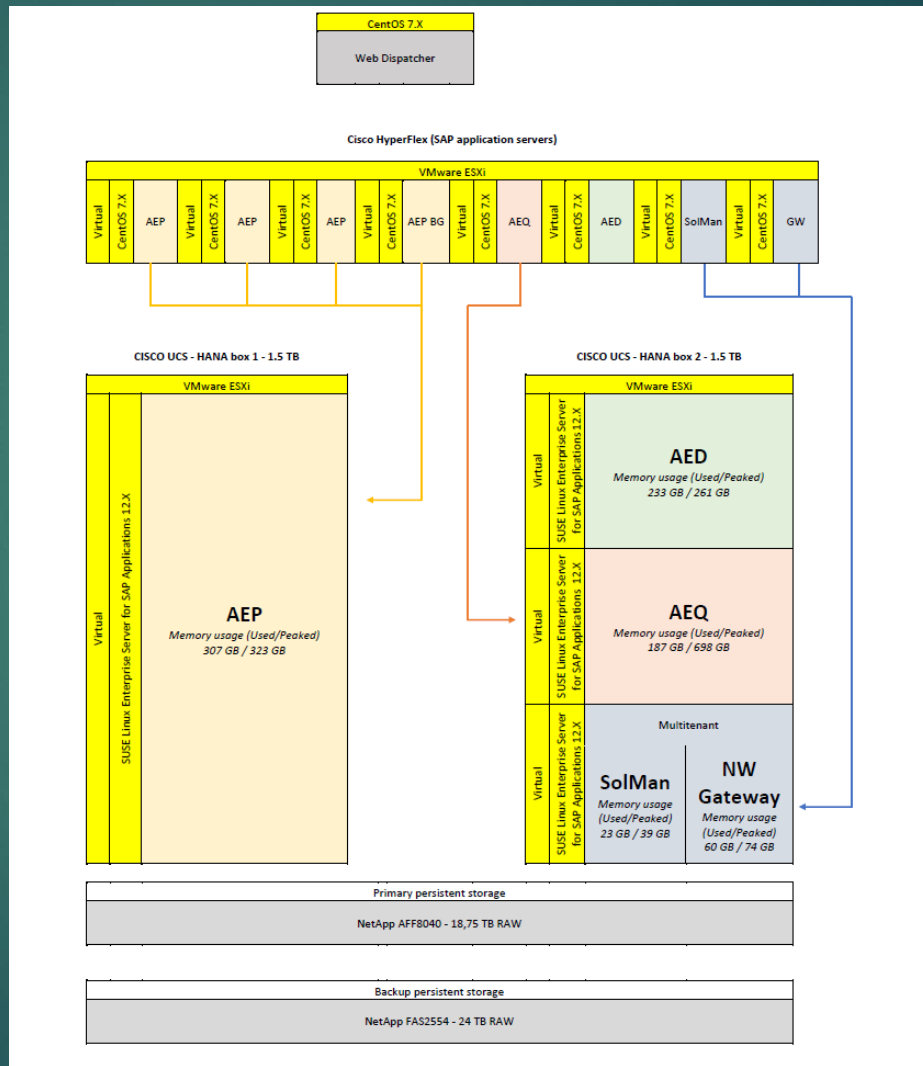 CentOS 7.X
Web Dispatcher
Cisco HyperFlex (SAP application servers)
VMware ESXi
Virtual
CentOS 7.X
AEP
Virtual
CentOS 7.X
AEP
Virtual
CentOS 7.X
AEP
Virtual
CentOS 7.X
AEP BG
Virtual
CentOS 7.X
AEQ
Virtual
CentOS 7.X
AED
Virtual
CentOS 7.X
SolMan
Virtual
CentOS 7.X
GW
CISCO UCS - HANA box 1 - 1.5 TB
VMware ESXi
Virtual
SUSE Linux Enterprise Server for SAP Applications 12.X
AEP
Memory usage (Used/Peaked)
307 GB / 323 GB
CISCO UCS - HANA box 2 - 1.5 TB
VMware ESXi
Virtual
SUSE Linux Enterprise Server
for SAP Applications 12.X
AED
Memory usage (Used/Peaked)
233 GB / 261 GB
Virtual
SUSE Linux Enterprise Server
for SAP Applications 12.X
AEQ
Memory usage (Used/Peaked)
187 GB / 698 GB
Virtual
SUSE Linux Enterprise Server
for SAP Applications 12.X
Multitenant
SolMan
Memory usage
(Used/Peaked)
23 GB / 39 GB
NW
Gateway
Memory usage
(Used/Peaked)
60 GB / 74 GB
Primary persistent storage
NetApp AFF8040 - 18,75 TB RAW
Backup persistent storage
NetApp FAS2554 - 24 TB RAW